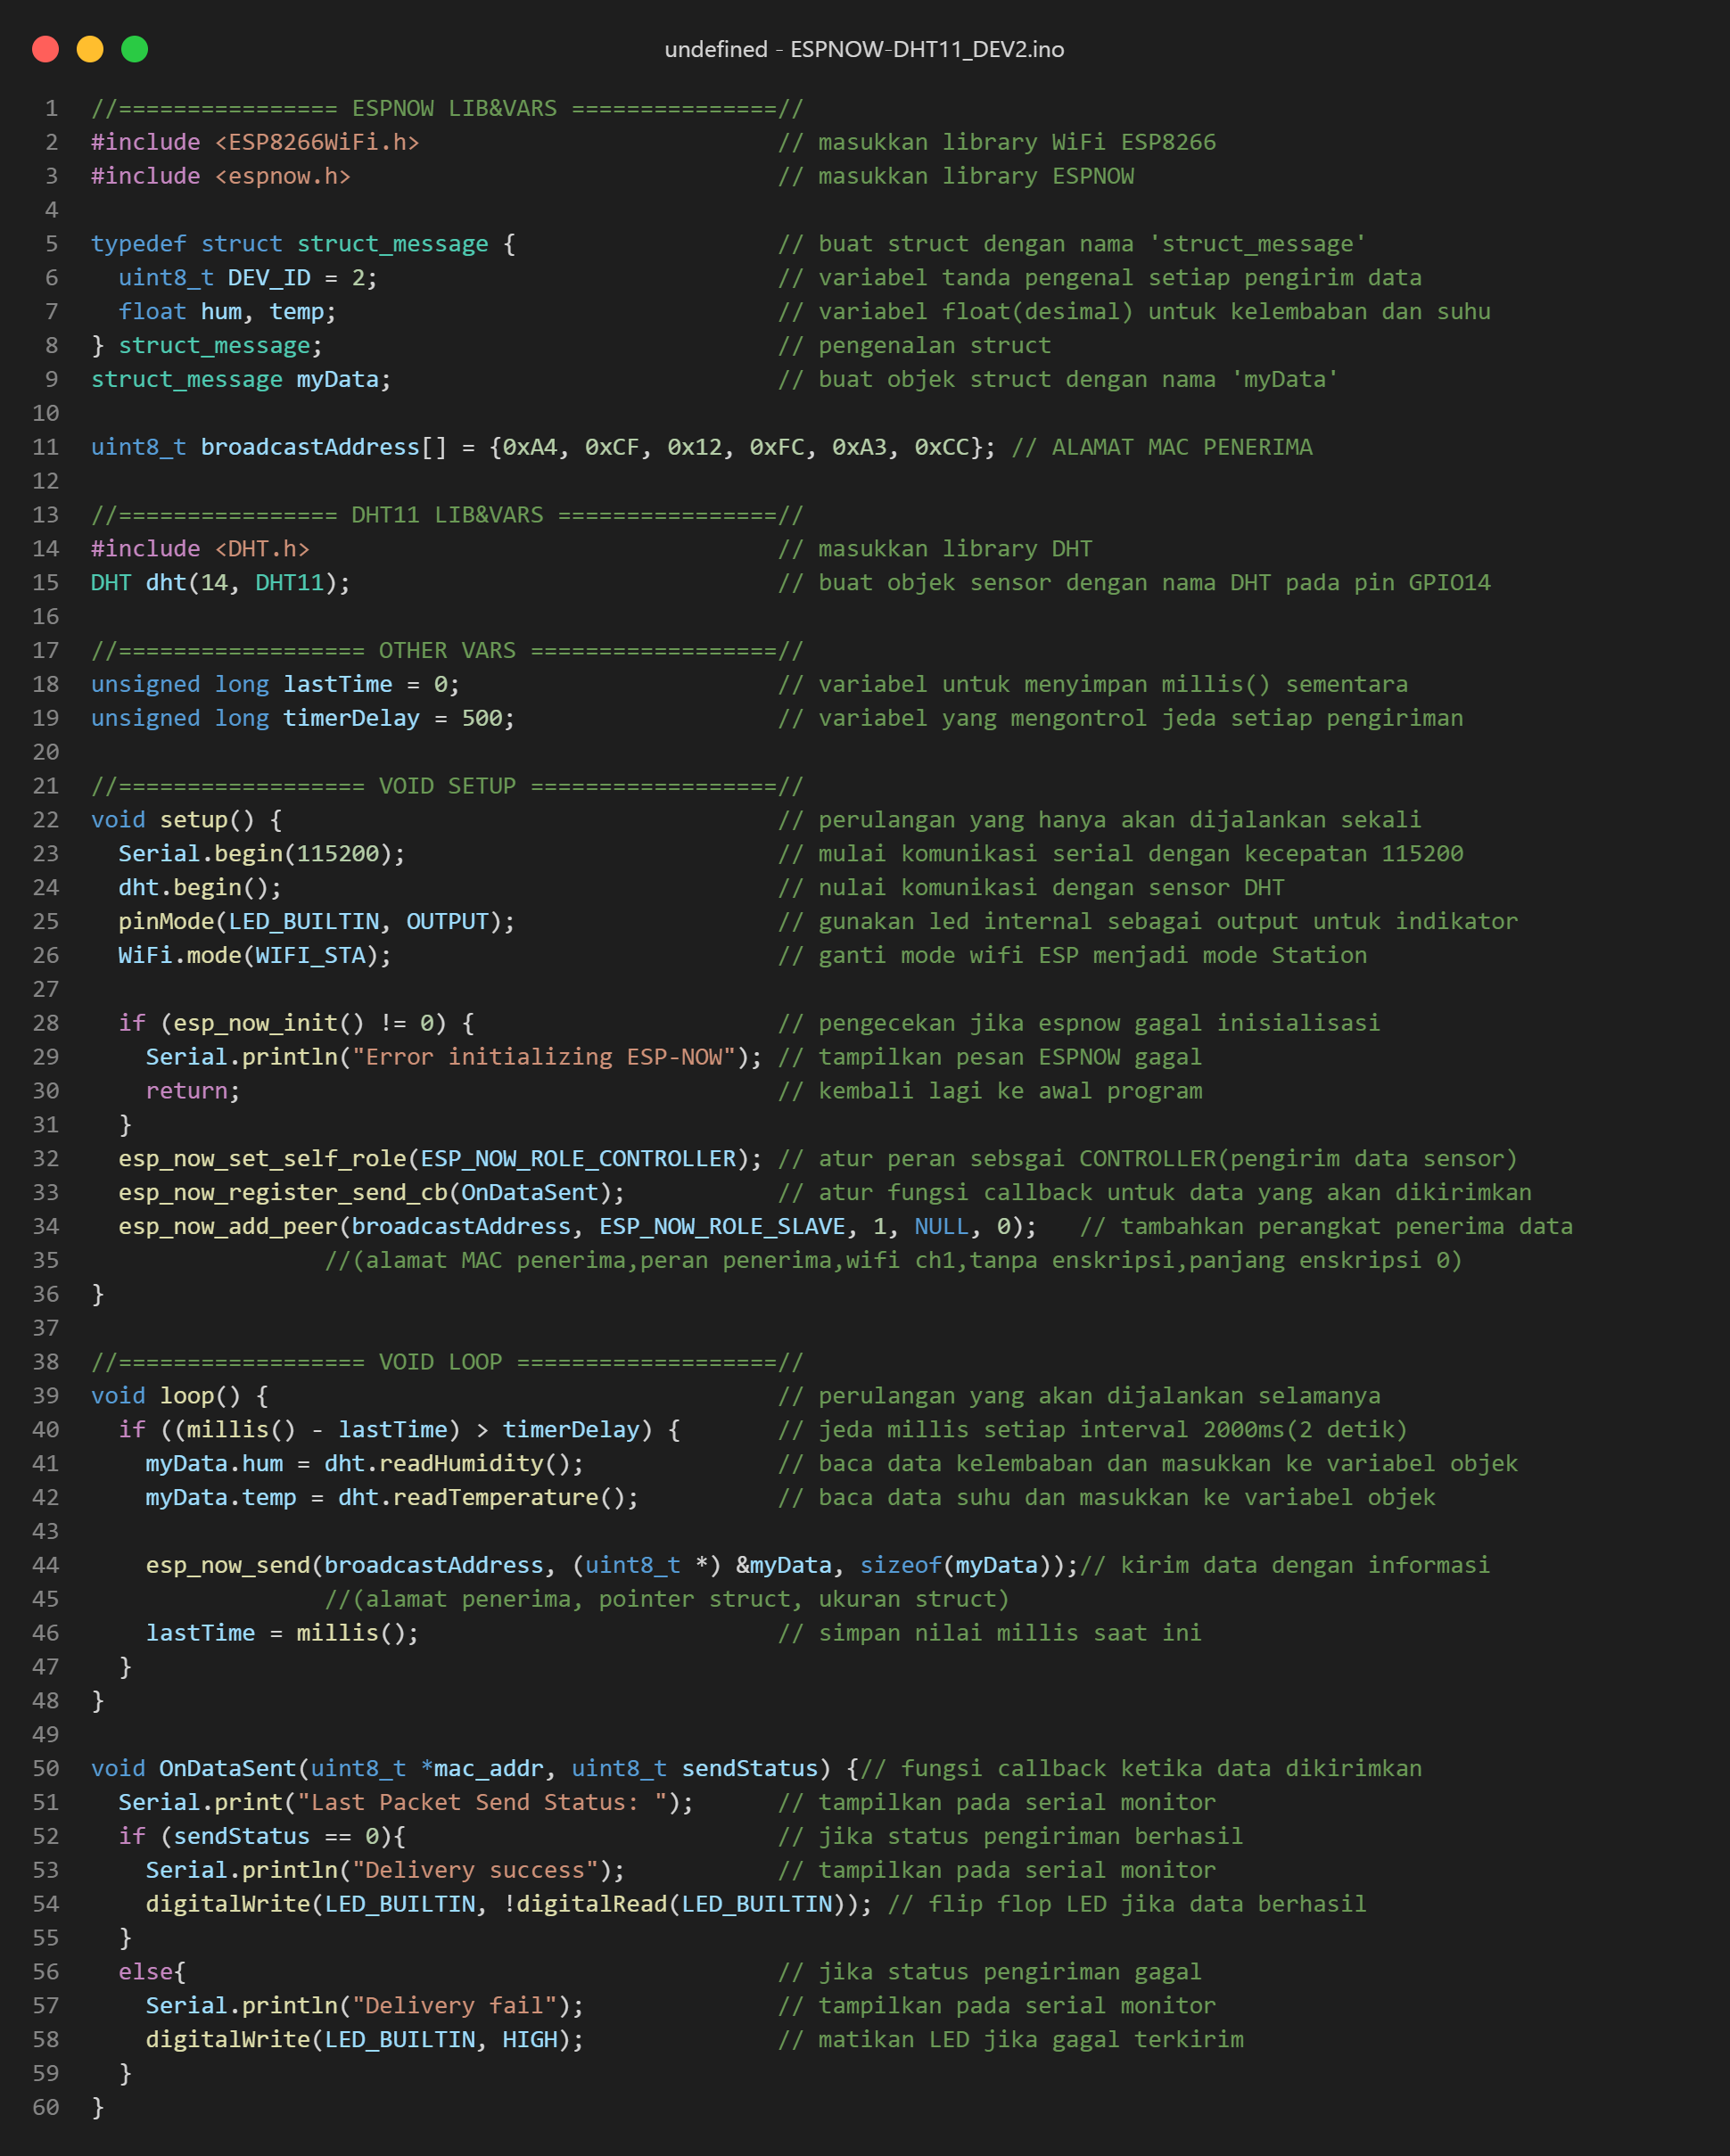 undefined - ESPNOW-DHT11_DEV2.ino
1 //================ ESPNOW LIB&VARS ===============//
2 #include <ESP8266WiFi.h> // masukkan library WiFi ESP8266
3 #include <espnow.h> // masukkan library ESPNOW
4
5 typedef struct struct_message { // buat struct dengan nama 'struct_message'
6 uint8_t DEV_ID = 2; // variabel tanda pengenal setiap pengirim data
7 float hum, temp; // variabel float(desimal) untuk kelembaban dan suhu
8 } struct_message; // pengenalan struct
9 struct_message myData; // buat objek struct dengan nama 'myData'
10
11 uint8_t broadcastAddress[] = {0xA4, 0xCF, 0x12, 0xFC, 0xA3, 0xCC}; // ALAMAT MAC PENERIMA
12
13 //================ DHT11 LIB&VARS ================//
14 #include <DHT.h> // masukkan library DHT
15 DHT dht(14, DHT11); // buat objek sensor dengan nama DHT pada pin GPIO14
16
17 //================== OTHER VARS ==================//
18 unsigned long lastTime = 0; // variabel untuk menyimpan millis() sementara
19 unsigned long timerDelay = 500; // variabel yang mengontrol jeda setiap pengiriman
20
21 //================== VOID SETUP ==================//
22 void setup() { // perulangan yang hanya akan dijalankan sekali
23 Serial.begin(115200); // mulai komunikasi serial dengan kecepatan 115200
24 dht.begin(); // nulai komunikasi dengan sensor DHT
25 pinMode(LED_BUILTIN, OUTPUT); // gunakan led internal sebagai output untuk indikator
26 WiFi.mode(WIFI_STA); // ganti mode wifi ESP menjadi mode Station
27
28 if (esp_now_init() != 0) { // pengecekan jika espnow gagal inisialisasi
29 Serial.println("Error initializing ESP-NOW"); // tampilkan pesan ESPNOW gagal
30 return; // kembali lagi ke awal program
31 }
32 esp_now_set_self_role(ESP_NOW_ROLE_CONTROLLER); // atur peran sebsgai CONTROLLER(pengirim data sensor)
33 esp_now_register_send_cb(OnDataSent); // atur fungsi callback untuk data yang akan dikirimkan
34 esp_now_add_peer(broadcastAddress, ESP_NOW_ROLE_SLAVE, 1, NULL, 0); // tambahkan perangkat penerima data
35 //(alamat MAC penerima,peran penerima,wifi ch1,tanpa enskripsi,panjang enskripsi 0)
36 }
37
38 //================== VOID LOOP ===================//
39 void loop() { // perulangan yang akan dijalankan selamanya
40 if ((millis() - lastTime) > timerDelay) { // jeda millis setiap interval 2000ms(2 detik)
41 myData.hum = dht.readHumidity(); // baca data kelembaban dan masukkan ke variabel objek
42 myData.temp = dht.readTemperature(); // baca data suhu dan masukkan ke variabel objek
43
44 esp_now_send(broadcastAddress, (uint8_t *) &myData, sizeof(myData));// kirim data dengan informasi
45 //(alamat penerima, pointer struct, ukuran struct)
46 lastTime = millis(); // simpan nilai millis saat ini
47 }
48 }
49
50 void OnDataSent(uint8_t *mac_addr, uint8_t sendStatus) {// fungsi callback ketika data dikirimkan
51 Serial.print("Last Packet Send Status: "); // tampilkan pada serial monitor
52 if (sendStatus == 0){ // jika status pengiriman berhasil
53 Serial.println("Delivery success"); // tampilkan pada serial monitor
54 digitalWrite(LED_BUILTIN, !digitalRead(LED_BUILTIN)); // flip flop LED jika data berhasil
55 }
56 else{ // jika status pengiriman gagal
57 Serial.println("Delivery fail"); // tampilkan pada serial monitor
58 digitalWrite(LED_BUILTIN, HIGH); // matikan LED jika gagal terkirim
59 }
60 }